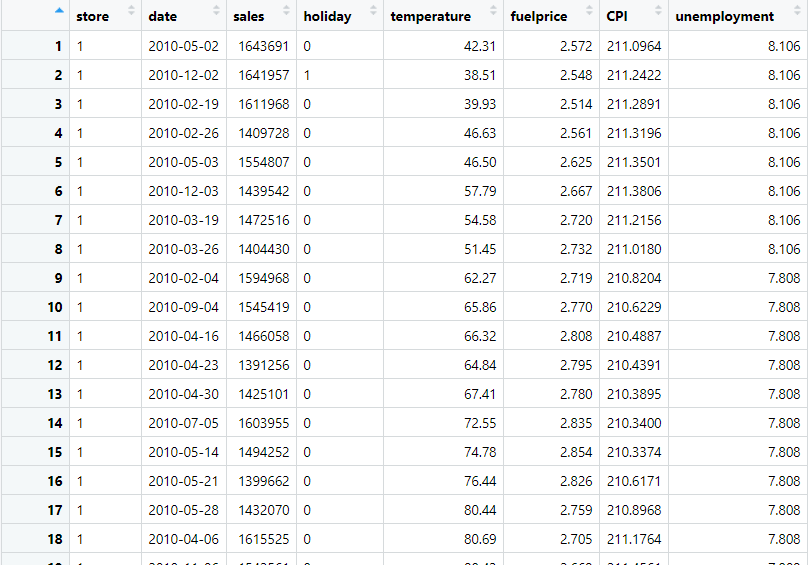 store date sales holiday temperature fuelprice CPI unemployment
1 1 2010-05-02 1643691 0 42.31 2.572 211.0964 8.106
2 1 2010-12-02 1641957 1 38.51 2.548 211.2422 8.106
3 1 2010-02-19 1611968 0 39.93 2.514 211.2891 8.106
4 1 2010-02-26 1409728 0 46.63 2.561 211.3196 8.106
5 1 2010-05-03 1554807 0 46.50 2.625 211.3501 8.106
6 1 2010-12-03 1439542 0 57.79 2.667 211.3806 8.106
7 1 2010-03-19 1472516 0 54.58 2.720 211.2156 8.106
8 1 2010-03-26 1404430 0 51.45 2.732 211.0180 8.106
9 1 2010-02-04 1594968 0 62.27 2.719 210.8204 7.808
10 1 2010-09-04 1545419 0 65.86 2.770 210.6229 7.808
11 1 2010-04-16 1466058 0 66.32 2.808 210.4887 7.808
12 1 2010-04-23 1391256 0 64.84 2.795 210.4391 7.808
13 1 2010-04-30 1425101 0 67.41 2.780 210.3895 7.808
14 1 2010-07-05 1603955 0 72.55 2.835 210.3400 7.808
15 1 2010-05-14 1494252 0 74.78 2.854 210.3374 7.808
16 1 2010-05-21 1399662 0 76.44 2.826 210.6171 7.808
17 1 2010-05-28 1432070 0 80.44 2.759 210.8968 7.808
18 1 2010-04-06 1615525 0 80.69 2.705 211.1764 7.808